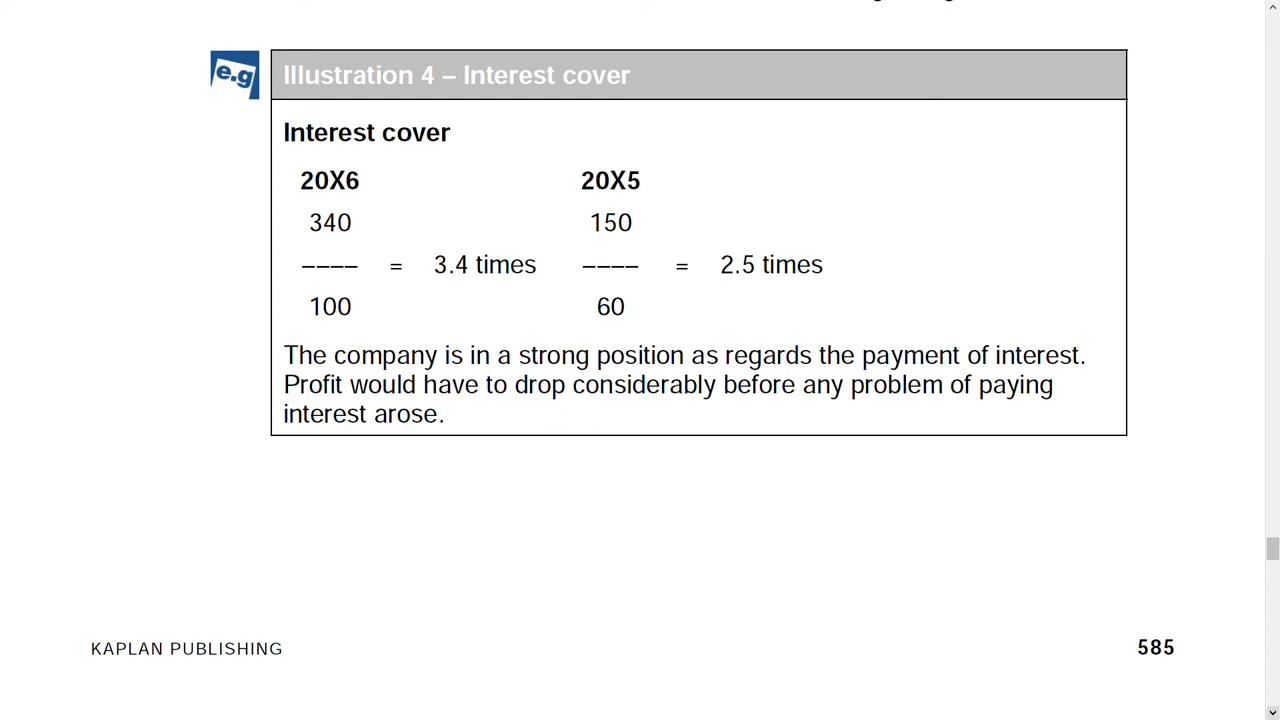 e.g
Illustration 4 – Interest cover
Interest cover
20X6 20X5
340 150
–––– = 3.4 times –––– = 2.5 times
100 60
The company is in a strong position as regards the payment of interest.
Profit would have to drop considerably before any problem of paying
interest arose.
KAPLAN PUBLISHING 585